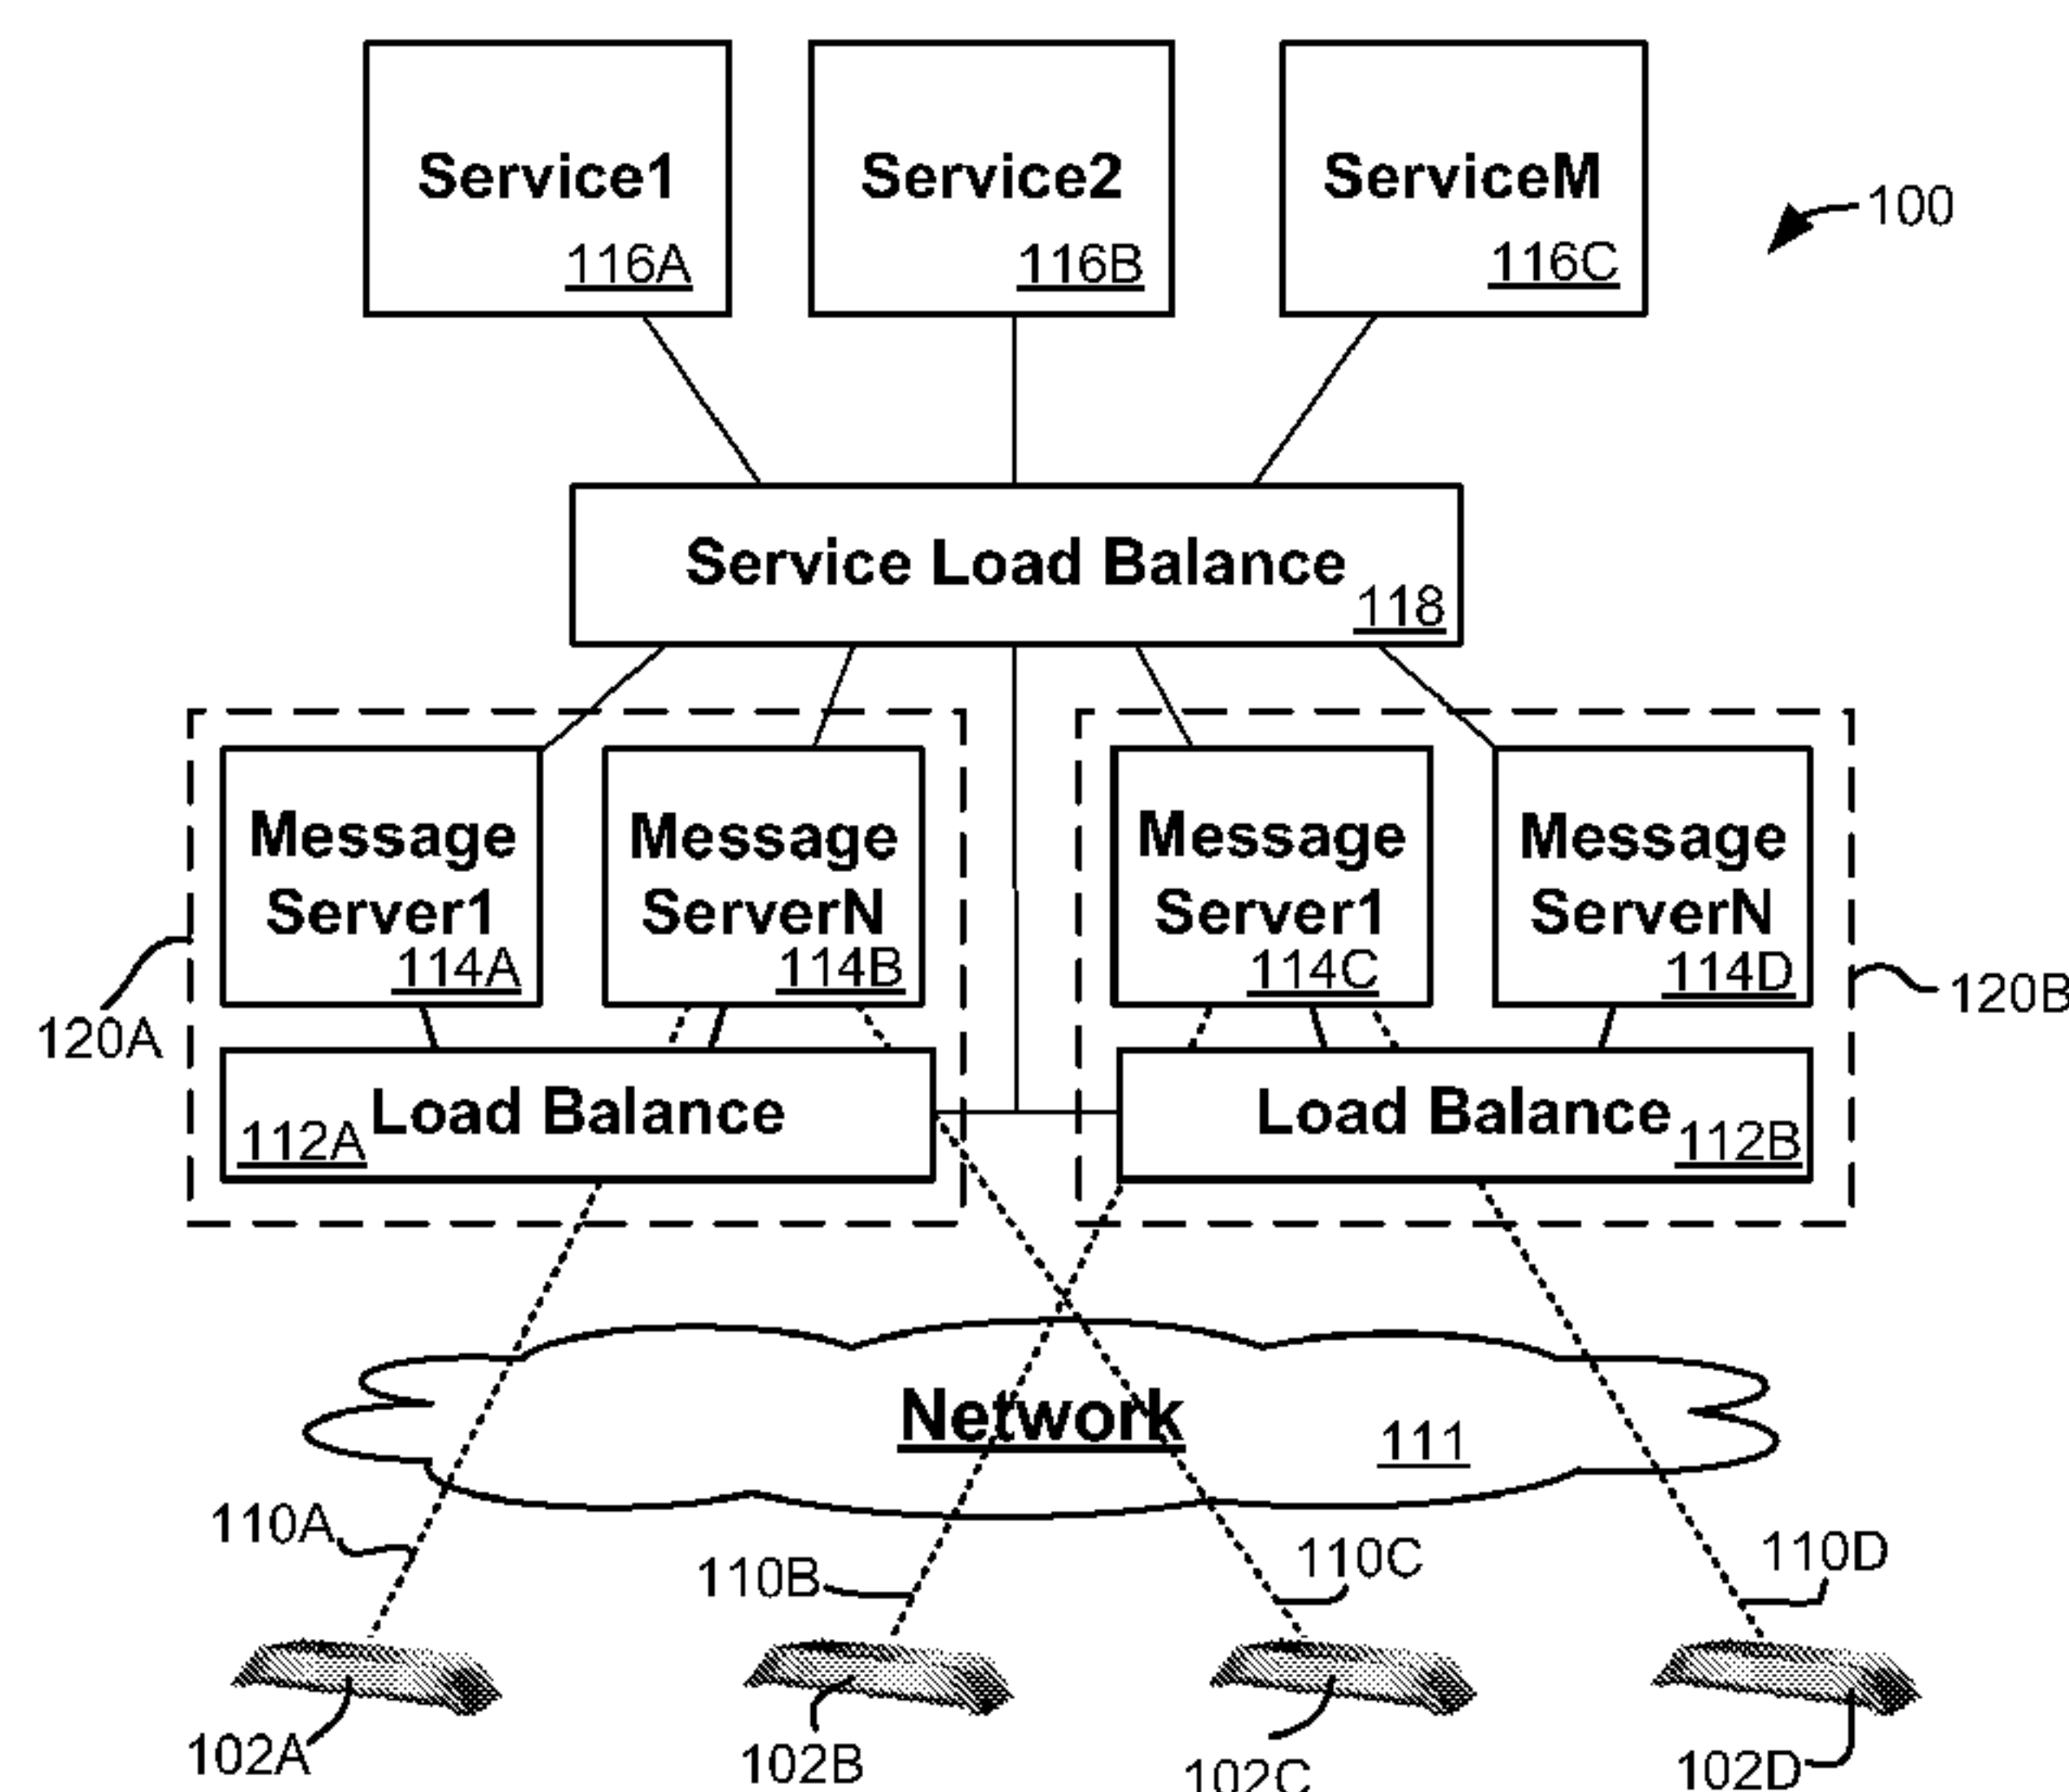 Service1
116A
Service2
116B
ServiceM
116C
100
Service Load Balance
118
Message
Server1
114A
Message
ServerN
114B
Message
Server1
114C
Message
ServerN
114D
120A
120B
112A
Load Balance
Load Balance
112B
Network
111
110A
110B
110C
110D
102A
102B
102C
102D